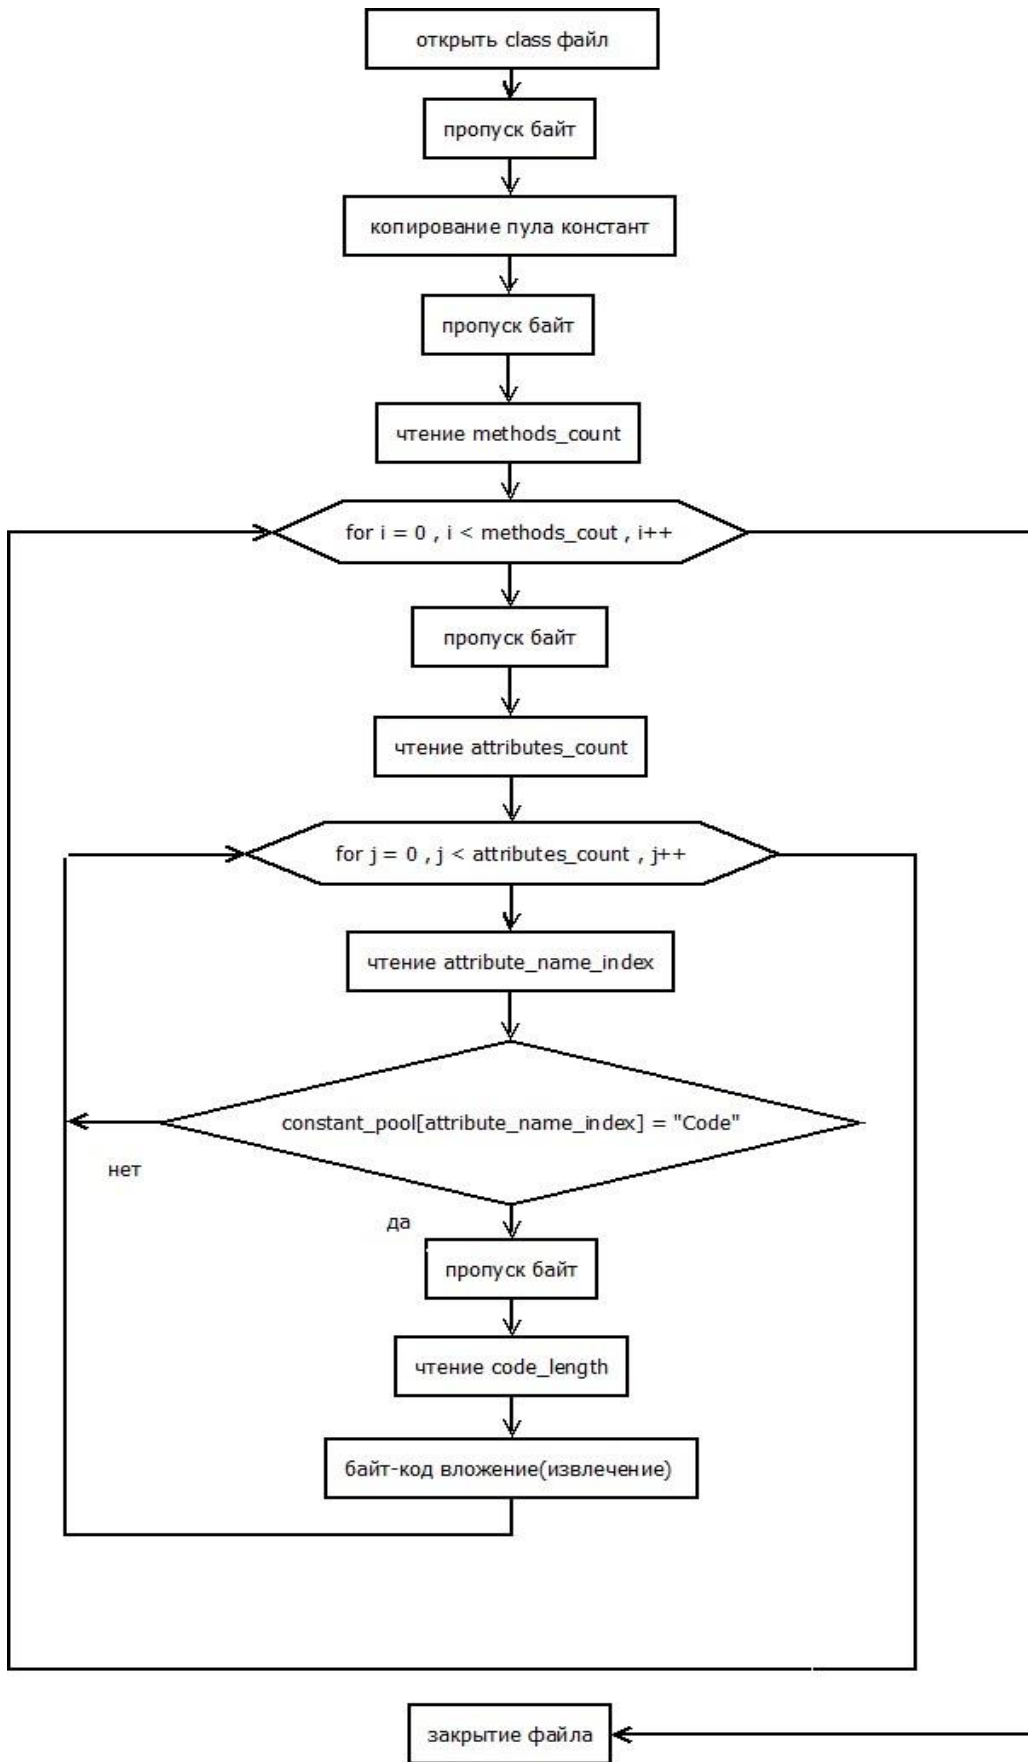 открыть class файл
пропуск байт
копирование пула констант
пропуск байт
чтение methods_count
for i = 0 , i < methods_cout , i++
пропуск байт
чтение attributes_count
for j = 0 , j < attributes_count , j++
чтение attribute_name_index
constant_pool[attribute_name_index] = "Code"
нет
да
пропуск байт
чтение code_length
байт-код вложение(извлечение)
закрытие файла